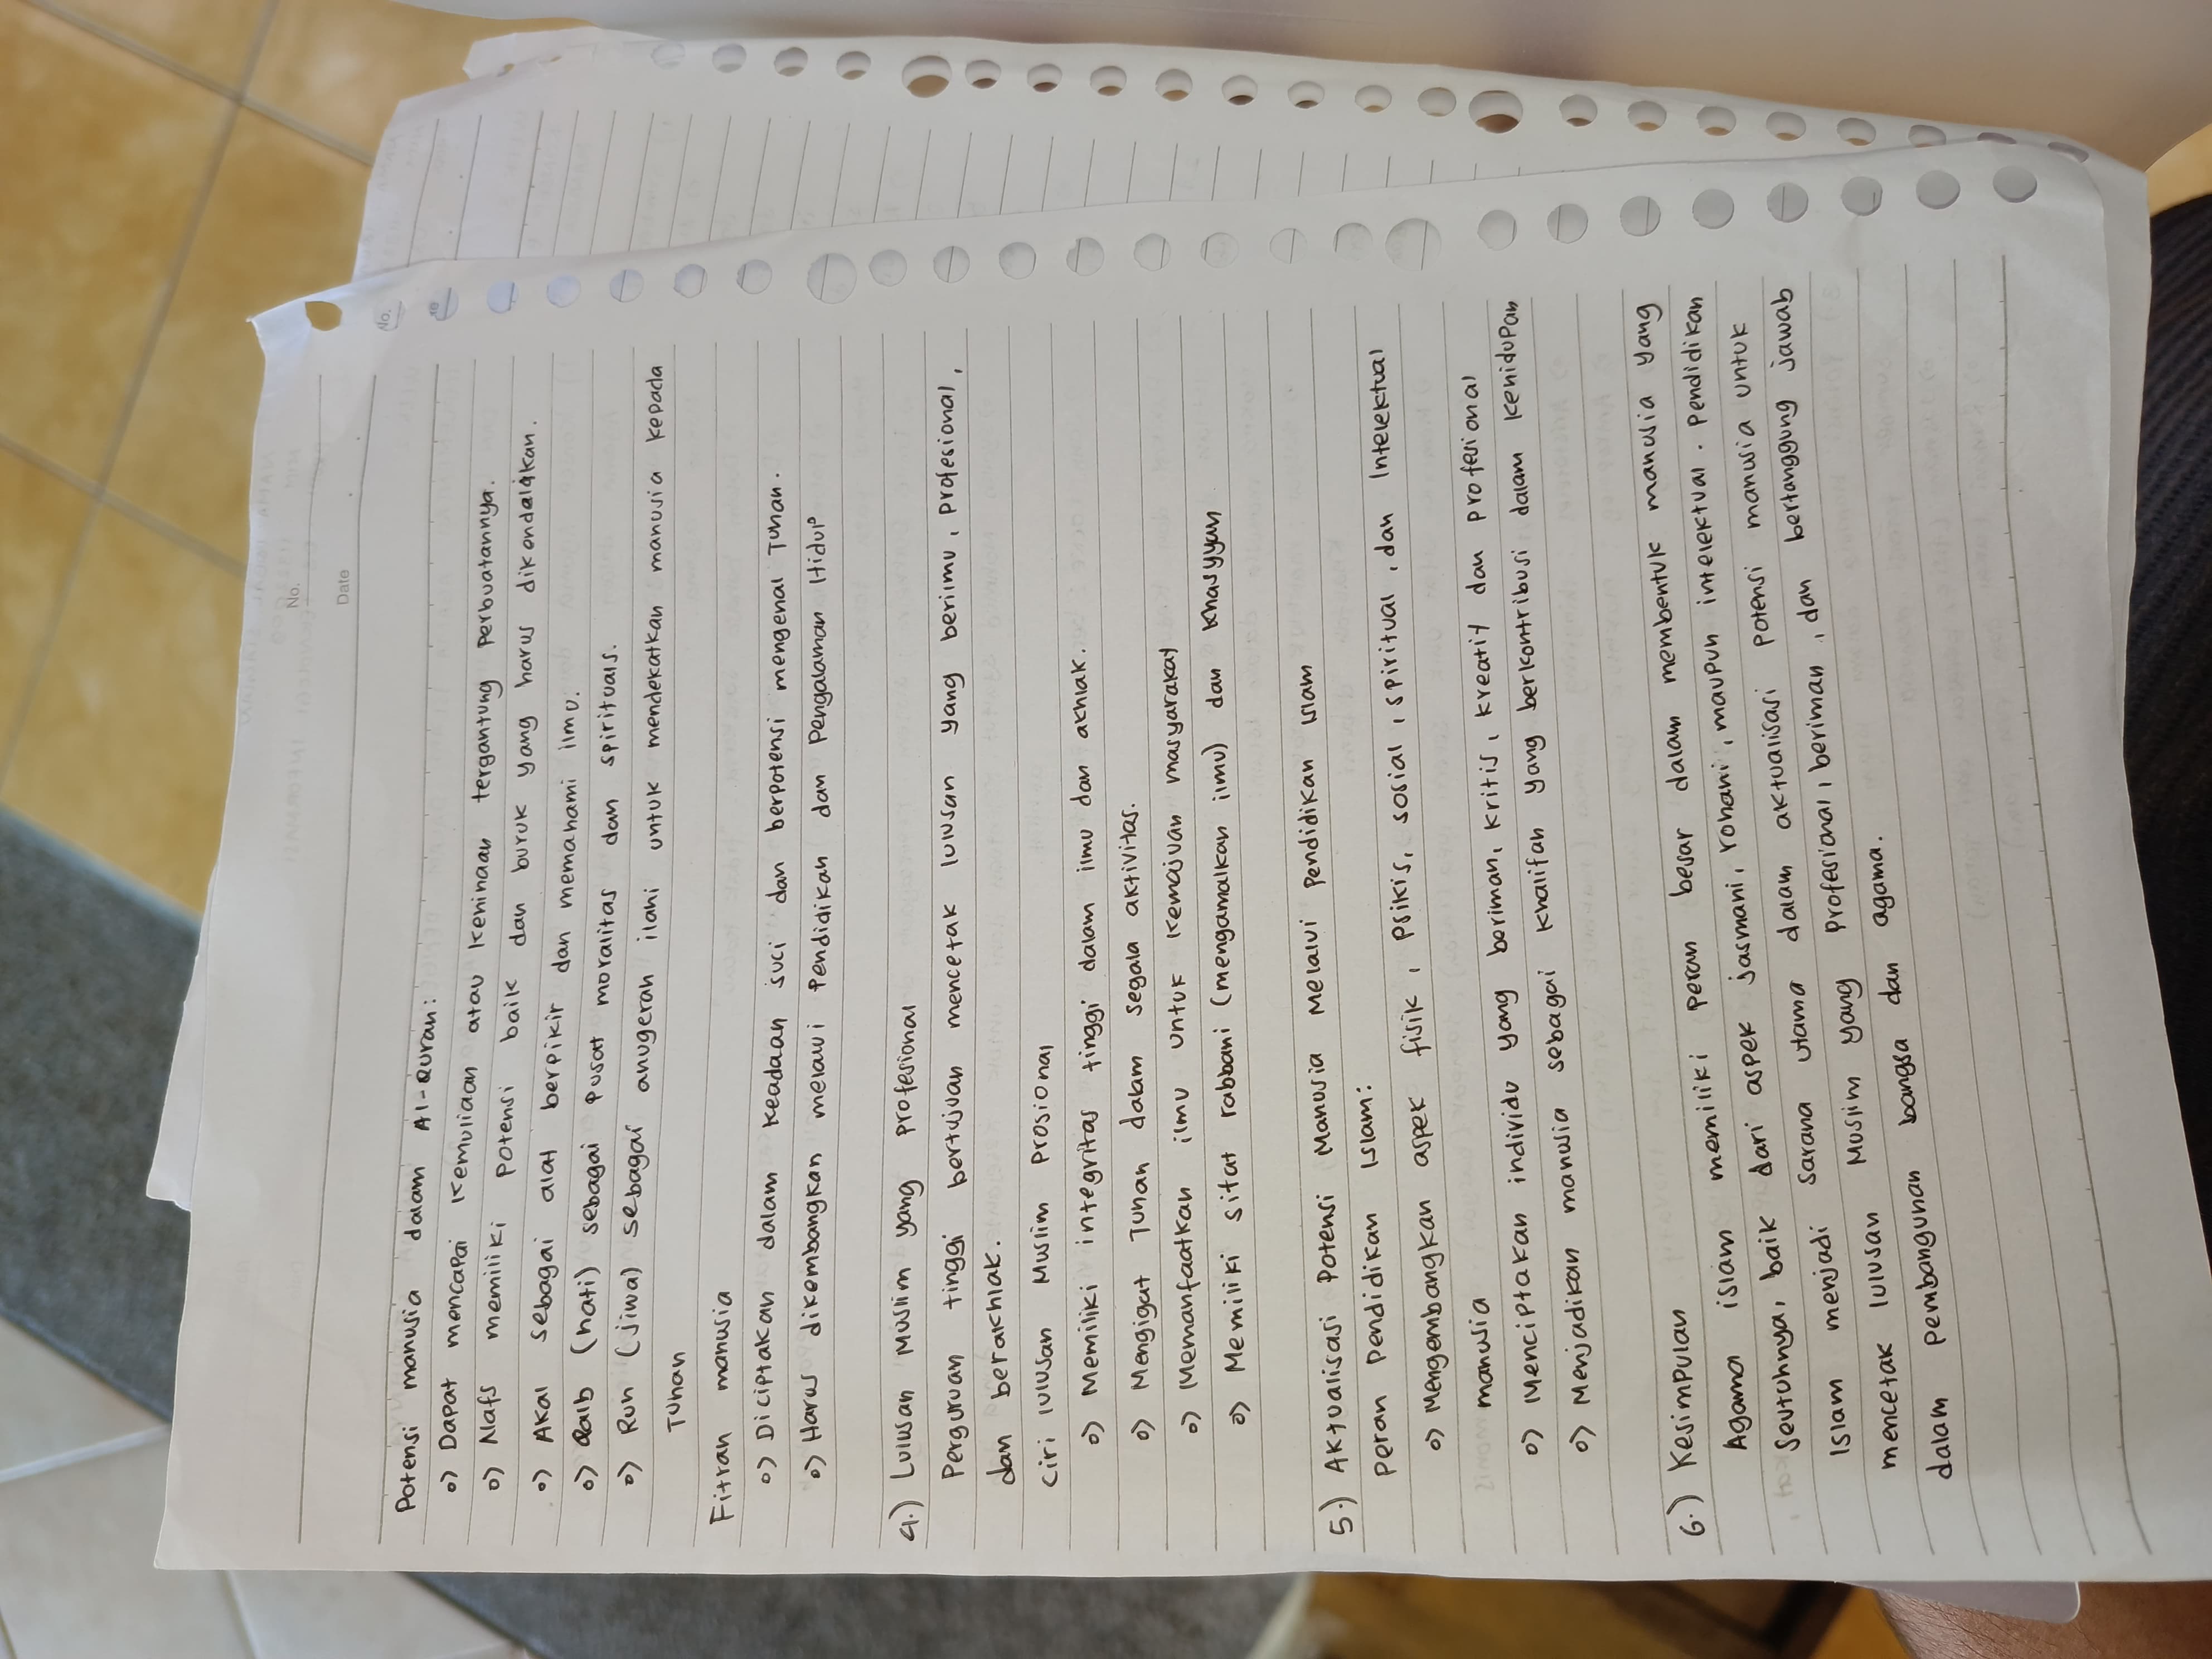 No.
Date
Potensi manusia dalam Al-Quran:
o) Dapat mencapai kemuliaan atau kehinaan tergantung perbuatannya.
o) Nafs memiliki potensi baik dan buruk yang harus dikendalikan.
o) Akal sebagai alat berpikir dan memahami ilmu.
o) Qalb (hati) sebagai pusat moralitas dan spirituals.
o) Ruh (jiwa) sebagai anugerah ilahi untuk mendekatkan manusia kepada
Tuhan
Fitrah manusia
o) Diciptakan dalam keadaan suci dan berpotensi mengenal Tuhan.
o) Harus dikembangkan melalui pendidikan dan pengalaman Hidup
4.) Lulusan Muslim yang profesional
Perguruan tinggi bertujuan mencetak lulusan yang berilmu, profesional,
dan berakhlak.
Ciri lulusan Muslim Prosional
o) Memiliki integritas tinggi dalam ilmu dan akhlak.
o) Mengigat Tuhan dalam segala aktivitas.
o) Memanfaatkan ilmu untuk kemajuan masyarakat
o) Memiliki sifat rabbani (mengamalkan ilmu) dan khasyyah
5.) Aktualisasi Potensi Manusia Melalui Pendidikan Islam
Peran Pendidikan Islam:
o) Mengembangkan aspek fisik, psikis, sosial, spiritual, dan Intelektual
manusia
o) Menciptakan individu yang beriman, kritis, kreatif dan profesional
o) Menjadikan manusia sebagai khalifah yang berkontribusi dalam kehidupan
6.) Kesimpulan
Agama islam memiliki peran besar dalam membentuk manusia yang
seutuhnya, baik dari aspek jasmani, rohani, maupun intelektual. Pendidikan
Islam menjadi sarana utama dalam aktualisasi potensi manusia untuk
mencetak lulusan Muslim yang profesional, beriman, dan bertanggung jawab
dalam pembangunan bangsa dan agama.